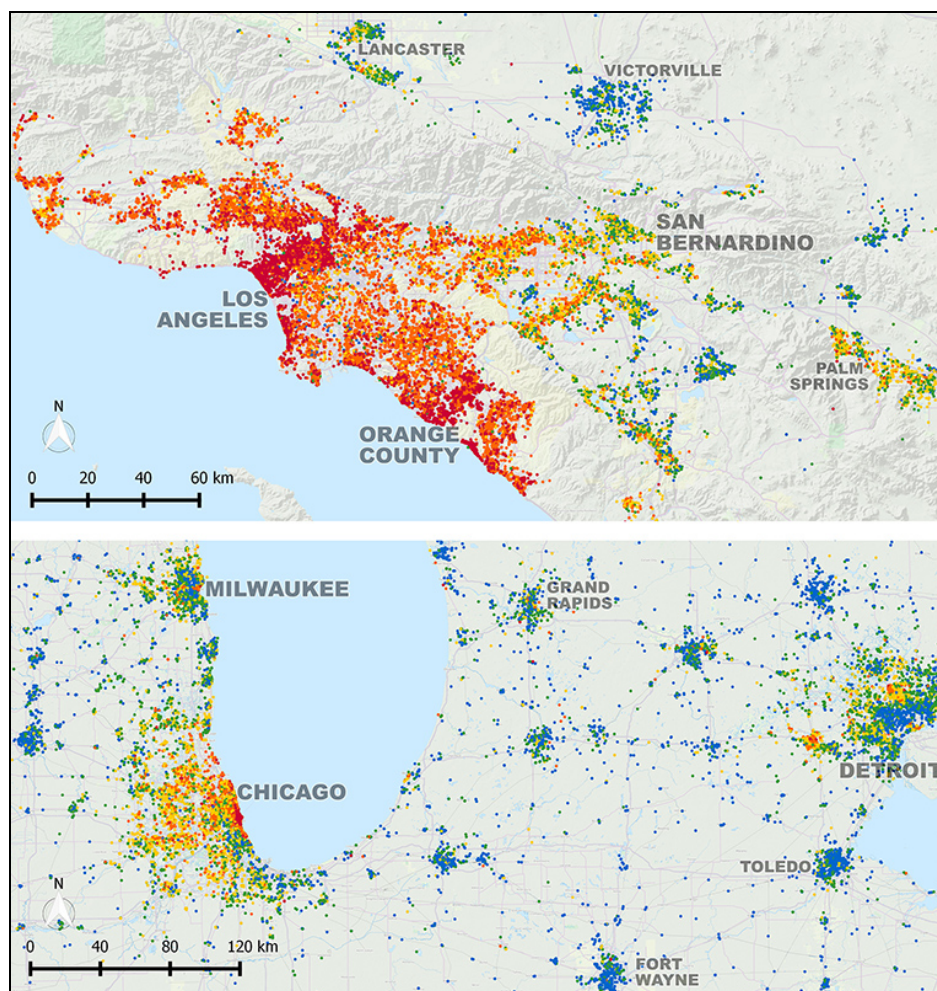 LANCASTER
VICTORVILLE
SAN
BERNARDINO
LOS
ANGELES
PALM
SPRINGS
N
ORANGE
COUNTY
0 20 40 60 km
MILWAUKEE
GRAND
RAPIDS
CHICAGO
DETROIT
TOLEDO
N
0 40 80 120 km
FORT
WAYNE